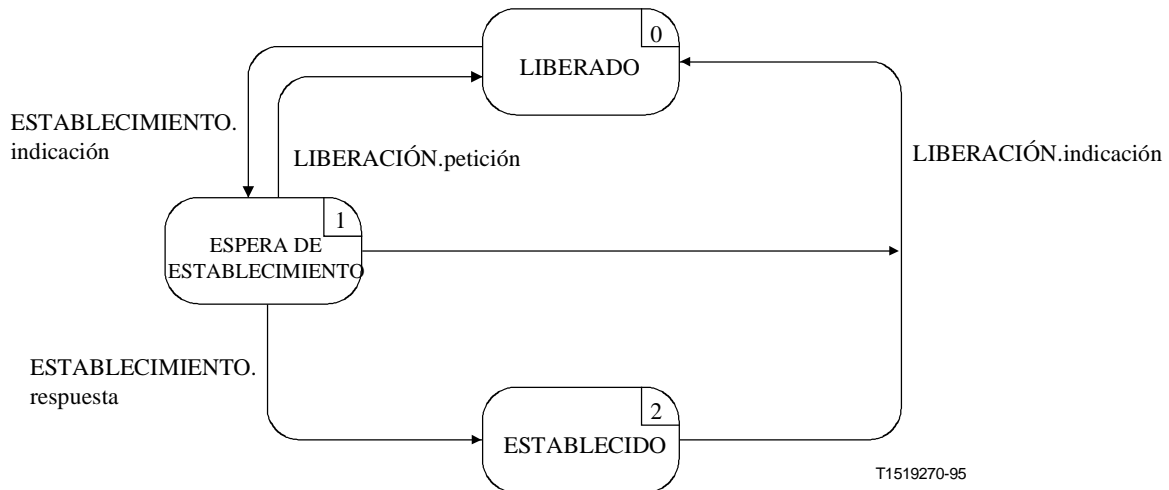 0
LIBERADO
ESTABLECIMIENTO.
indicación
LIBERACIÓN.petición
LIBERACIÓN.indicación
1
ESPERA DE
ESTABLECIMIENTO
ESTABLECIMIENTO.
respuesta
2
ESTABLECIDO
T1519270-95